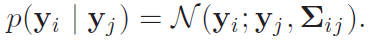 p(𝐲ᵢ | 𝐲ⱼ) = 𝒩(𝐲ᵢ; 𝐲ⱼ, 𝚺ᵢⱼ).